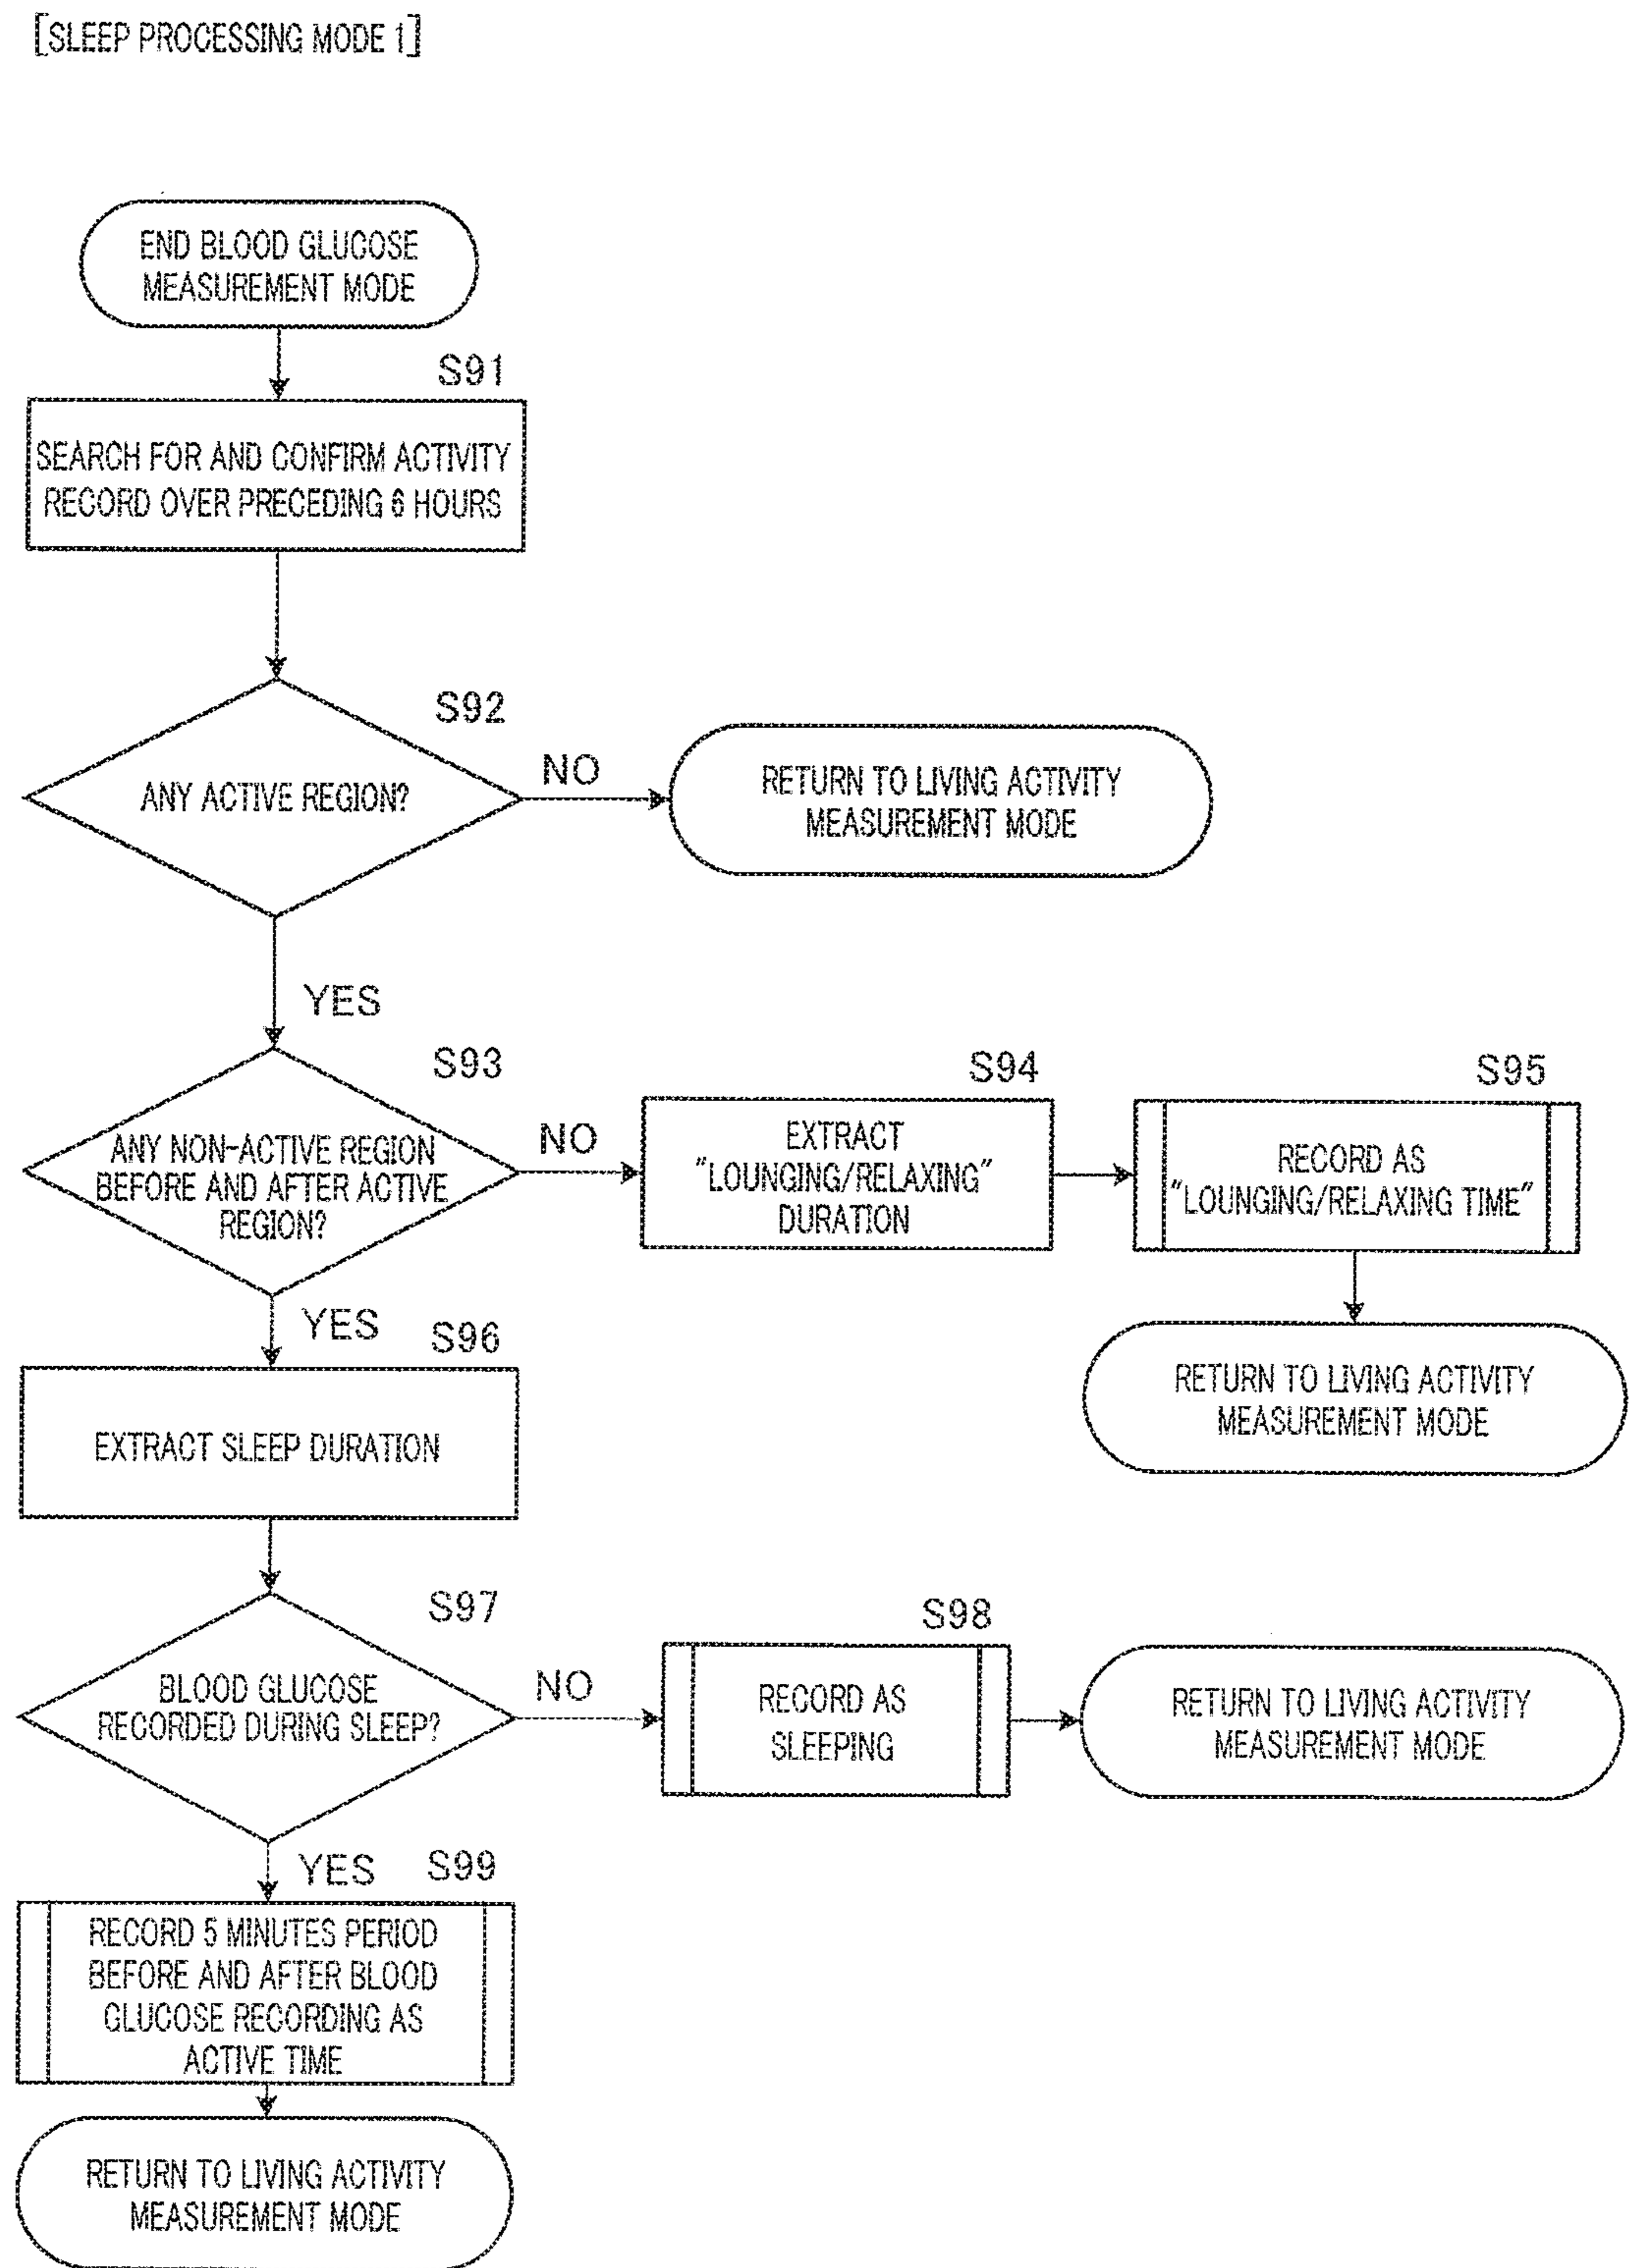 [SLEEP PROCESSING MODE 1]
END BLOOD GLUCOSE
MEASUREMENT MODE
S91
SEARCH FOR AND CONFIRM ACTIVITY
RECORD OVER PRECEDING 6 HOURS
S92
ANY ACTIVE REGION?
NO
RETURN TO LIVING ACTIVITY
MEASUREMENT MODE
YES
S93
ANY NON-ACTIVE REGION
BEFORE AND AFTER ACTIVE
REGION?
NO
S94
EXTRACT
"LOUNGING/RELAXING"
DURATION
S95
RECORD AS
"LOUNGING/RELAXING TIME"
RETURN TO LIVING ACTIVITY
MEASUREMENT MODE
YES
S96
EXTRACT SLEEP DURATION
S97
BLOOD GLUCOSE
RECORDED DURING SLEEP?
NO
S98
RECORD AS
SLEEPING
RETURN TO LIVING ACTIVITY
MEASUREMENT MODE
YES
S99
RECORD 5 MINUTES PERIOD
BEFORE AND AFTER BLOOD
GLUCOSE RECORDING AS
ACTIVE TIME
RETURN TO LIVING ACTIVITY
MEASUREMENT MODE